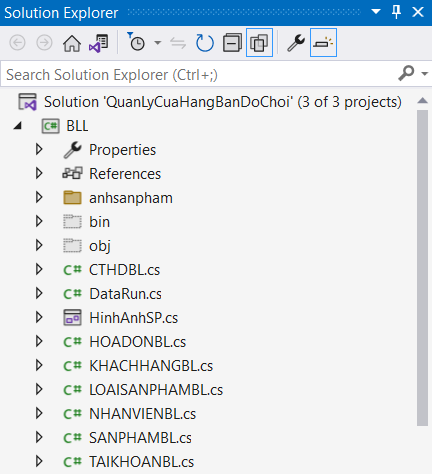 Solution Explorer
Search Solution Explorer (Ctrl+;)
Solution 'QuanLyCuaHangBanDoChoi' (3 of 3 projects)
C# BLL
Properties
References
anhsanpham
bin
obj
C# CTHDBL.cs
C# DataRun.cs
HinhAnhSP.cs
C# HOADONBL.cs
C# KHACHHANGBL.cs
C# LOAISANPHAMBL.cs
C# NHANVIENBL.cs
C# SANPHAMBL.cs
C# TAIKHOANBL.cs